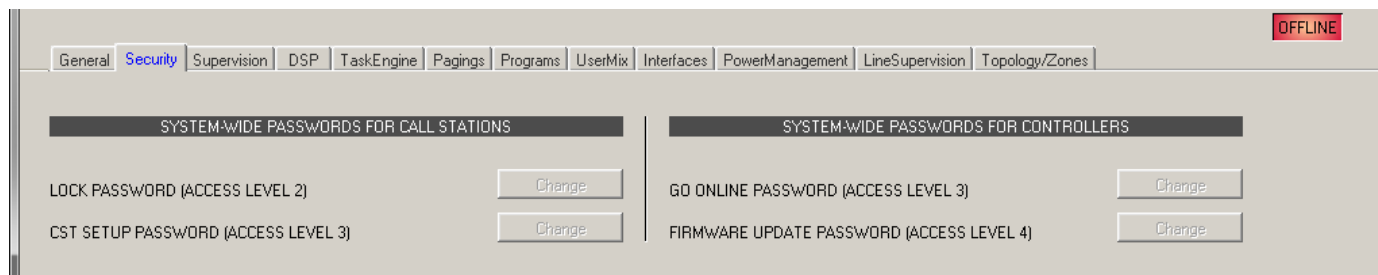 OFFLINE
General Security Supervision DSP TaskEngine Pagings Programs UserMix Interfaces PowerManagement LineSupervision Topology/Zones
SYSTEM-WIDE PASSWORDS FOR CALL STATIONS
LOCK PASSWORD (ACCESS LEVEL 2) Change
CST SETUP PASSWORD (ACCESS LEVEL 3) Change
SYSTEM-WIDE PASSWORDS FOR CONTROLLERS
GO ONLINE PASSWORD (ACCESS LEVEL 3) Change
FIRMWARE UPDATE PASSWORD (ACCESS LEVEL 4) Change